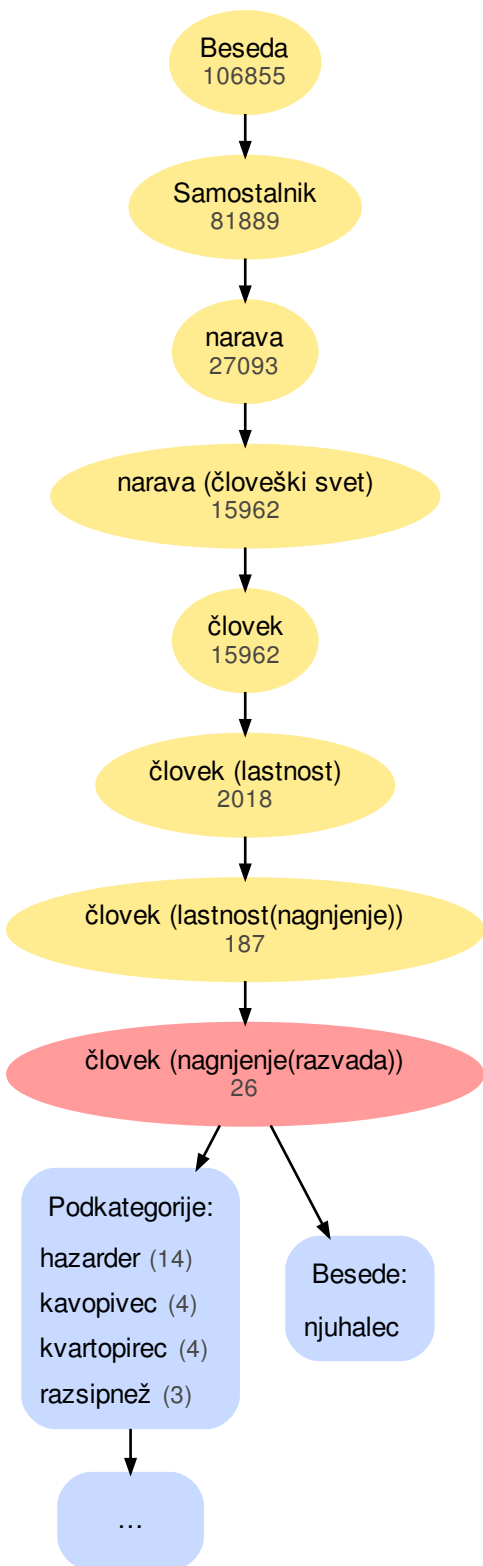 Beseda
106855
Samostalnik
81889
narava
27093
narava (človeški svet)
15962
človek
15962
človek (lastnost)
2018
človek (lastnost(nagnjenje))
187
človek (nagnjenje(razvada))
26
Podkategorije:
hazarder (14)
kavopivec (4)
kvartopirec (4)
razsipnež (3)
Besede:
njuhalec
...